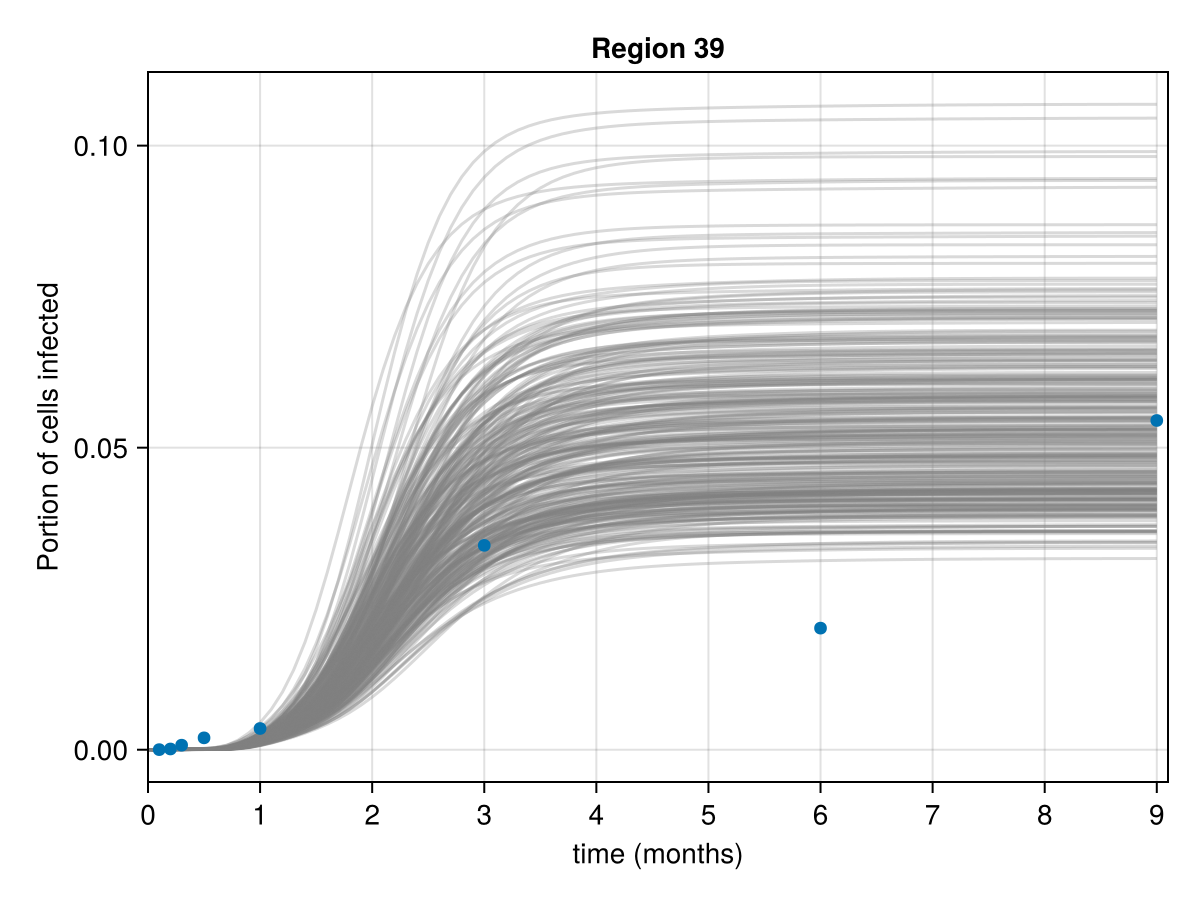 Region 39
Portion of cells infected
0.10
0.05
0.00
0 1 2 3 4 5 6 7 8 9
time (months)